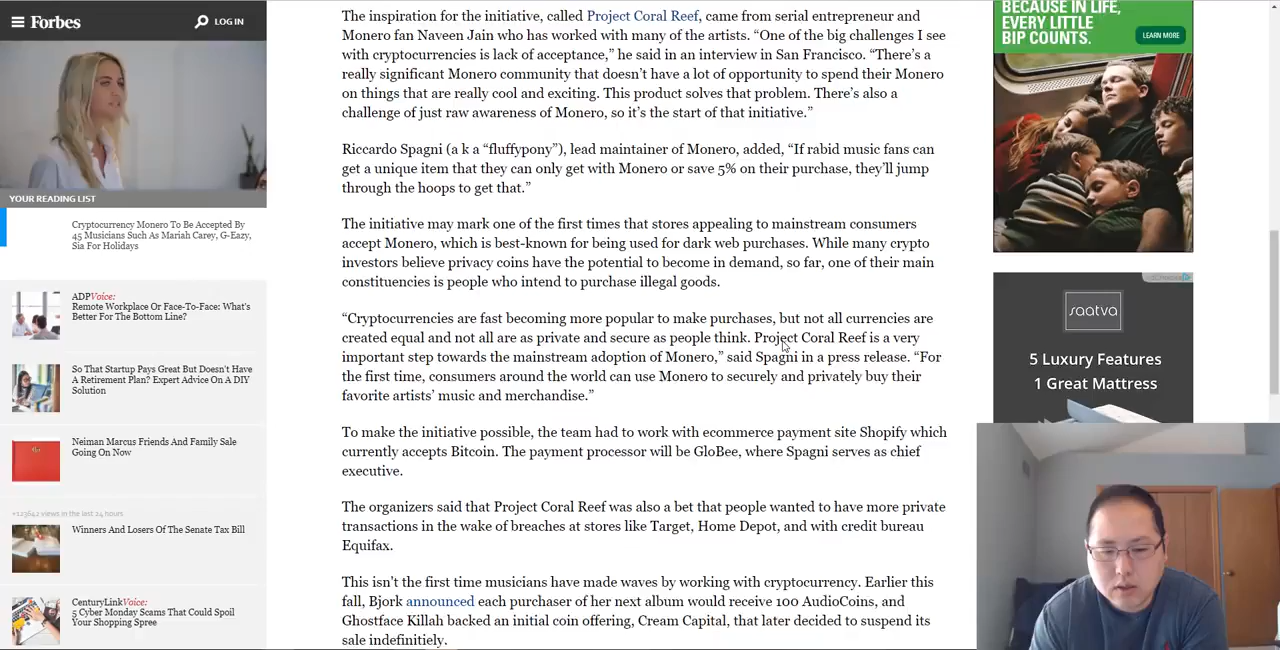 Forbes
LOG IN
YOUR READING LIST
Cryptocurrency Monero To Be Accepted By
45 Musicians Such As Mariah Carey, G-Eazy,
Sia For Holidays
ADPVoice:
Remote Workplace Or Face-To-Face: What's
Better For The Bottom Line?
So That Startup Pays Great But Doesn't Have
A Retirement Plan? Expert Advice On A DIY
Solution
Neiman Marcus Friends And Family Sale
Going On Now
views in the last 24 hours
Winners And Losers Of The Senate Tax Bill
CenturyLinkVoice:
5 Cyber Monday Scams That Could Spoil
Your Shopping Spree
The inspiration for the initiative, called Project Coral Reef, came from serial entrepreneur and
Monero fan Naveen Jain who has worked with many of the artists. “One of the big challenges I see
with cryptocurrencies is lack of acceptance,” he said in an interview in San Francisco. “There’s a
really significant Monero community that doesn’t have a lot of opportunity to spend their Monero
on things that are really cool and exciting. This product solves that problem. There’s also a
challenge of just raw awareness of Monero, so it’s the start of that initiative.”
Riccardo Spagni (a k a “fluffypony”), lead maintainer of Monero, added, “If rabid music fans can
get a unique item that they can only get with Monero or save 5% on their purchase, they’ll jump
through the hoops to get that.”
The initiative may mark one of the first times that stores appealing to mainstream consumers
accept Monero, which is best-known for being used for dark web purchases. While many crypto
investors believe privacy coins have the potential to become in demand, so far, one of their main
constituencies is people who intend to purchase illegal goods.
“Cryptocurrencies are fast becoming more popular to make purchases, but not all currencies are
created equal and not all are as private and secure as people think. Project Coral Reef is a very
important step towards the mainstream adoption of Monero,” said Spagni in a press release. “For
the first time, consumers around the world can use Monero to securely and privately buy their
favorite artists’ music and merchandise.”
To make the initiative possible, the team had to work with ecommerce payment site Shopify which
currently accepts Bitcoin. The payment processor will be GloBee, where Spagni serves as chief
executive.
The organizers said that Project Coral Reef was also a bet that people wanted to have more private
transactions in the wake of breaches at stores like Target, Home Depot, and with credit bureau
Equifax.
This isn't the first time musicians have made waves by working with cryptocurrency. Earlier this
fall, Bjork announced each purchaser of her next album would receive 100 AudioCoins, and
Ghostface Killah backed an initial coin offering, Cream Capital, that later decided to suspend its
sale indefinitely.
BECAUSE IN LIFE,
EVERY LITTLE
BIP COUNTS.
LEARN MORE
saatva
5 Luxury Features
1 Great Mattress